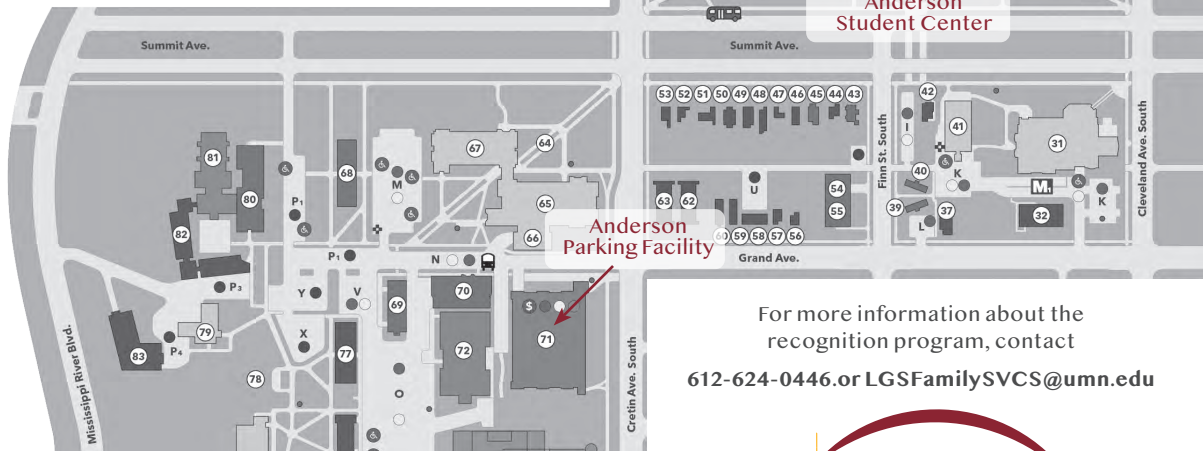 Anderson
Student Center
Summit Ave.
Summit Ave.
53 52 51 50 49 48 47 46 45 44 43
42
41
31
81
68
67
64
M
I
Finn St. South
Cleveland Ave. South
40
K
M
K
80
P1
65
U
63 62
54
55
39
37
L
32
82
66
Anderson
Parking Facility
60 59 58 57 56
P1
N
Grand Ave.
P3
Y
V
69
70
$
71
72
79
83
P4
X
77
78
O
Mississippi River Blvd.
Cretin Ave. South
For more information about the
recognition program, contact
612-624-0446.or LGSFamilySVCS@umn.edu